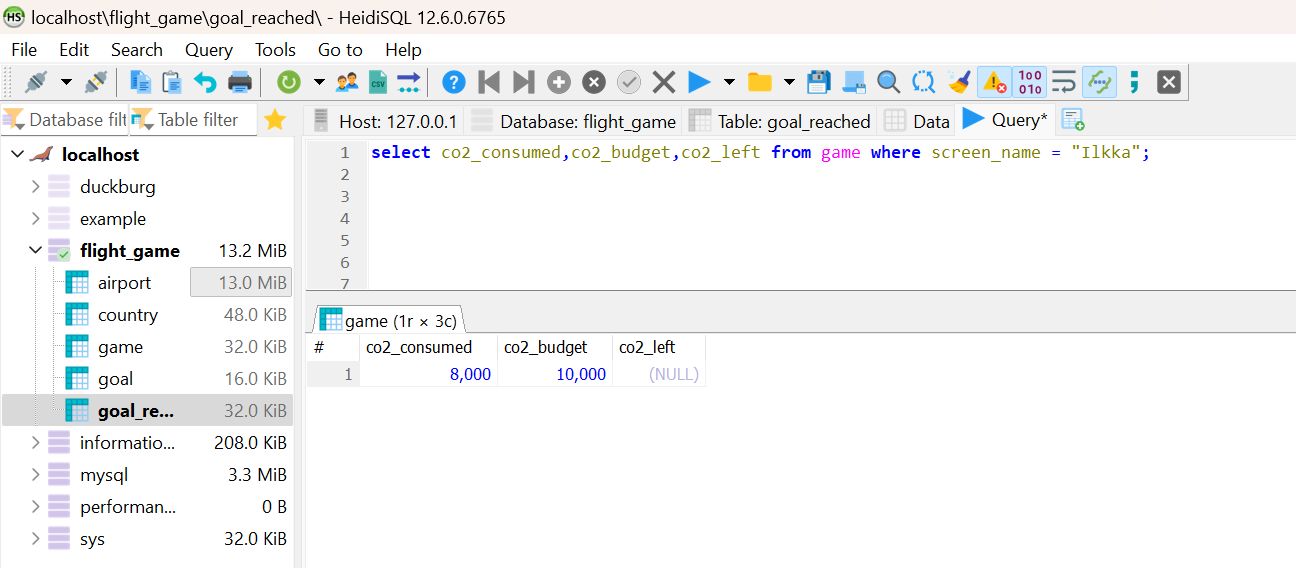 localhost\flight_game\goal_reached\ - HeidiSQL 12.6.0.6765
File Edit Search Query Tools Go to Help
Database filt Table filter Host: 127.0.0.1 Database: flight_game Table: goal_reached Data Query*
localhost
duckburg
example
flight_game 13.2 MiB
airport 13.0 MiB
country 48.0 KiB
game 32.0 KiB
goal 16.0 KiB
goal_re... 32.0 KiB
informatio... 208.0 KiB
mysql 3.3 MiB
performan... 0 B
sys 32.0 KiB
1 select co2_consumed,co2_budget,co2_left from game where screen_name = "Ilkka";
2
3
4
5
6
7
game (1r × 3c)
# co2_consumed co2_budget co2_left
1 8,000 10,000 (NULL)